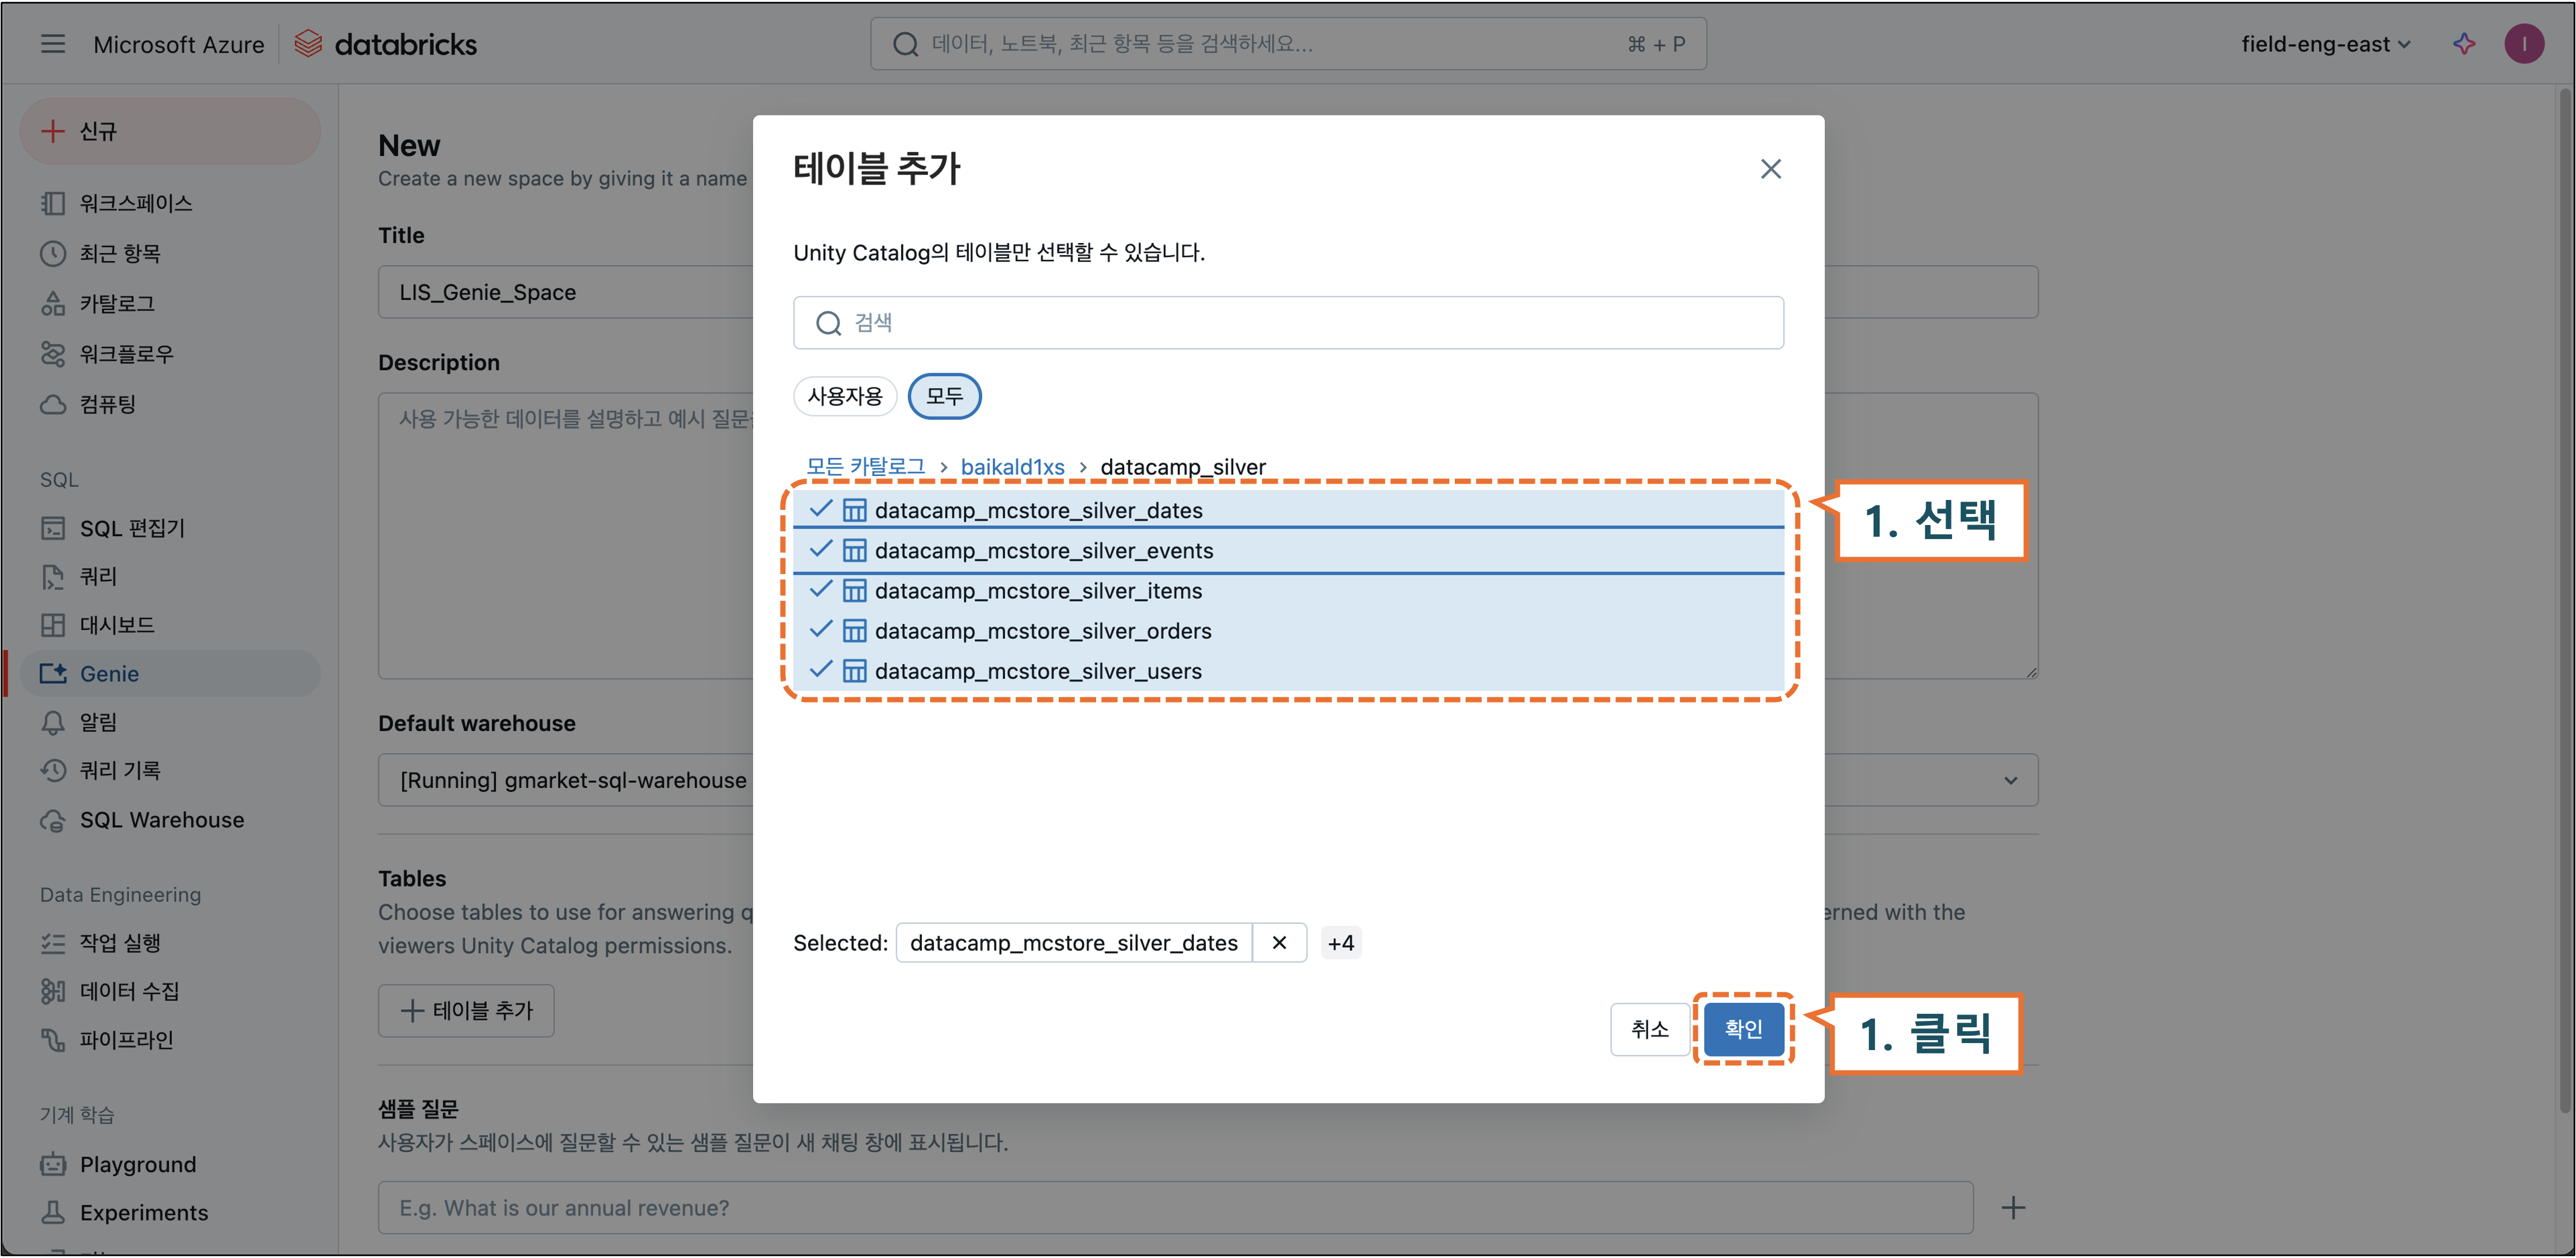 Microsoft Azure
databricks
데이터, 노트북, 최근 항목 등을 검색하세요...
⌘ + P
field-eng-east
I
신규
워크스페이스
최근 항목
카탈로그
워크플로우
컴퓨팅
SQL
SQL 편집기
쿼리
대시보드
Genie
알림
쿼리 기록
SQL Warehouse
Data Engineering
작업 실행
데이터 수집
파이프라인
기계 학습
Playground
Experiments
New
Create a new space by giving it a name
Title
LIS_Genie_Space
Description
사용 가능한 데이터를 설명하고 예시 질문
Default warehouse
[Running] gmarket-sql-warehouse
Tables
Choose tables to use for answering q
erned with the
viewers Unity Catalog permissions.
테이블 추가
샘플 질문
사용자가 스페이스에 질문할 수 있는 샘플 질문이 새 채팅 창에 표시됩니다.
E.g. What is our annual revenue?
테이블 추가
Unity Catalog의 테이블만 선택할 수 있습니다.
검색
사용자용
모두
모든 카탈로그 > baikald1xs > datacamp_silver
datacamp_mcstore_silver_dates
datacamp_mcstore_silver_events
datacamp_mcstore_silver_items
datacamp_mcstore_silver_orders
datacamp_mcstore_silver_users
1. 선택
Selected: datacamp_mcstore_silver_dates +4
취소
확인
1. 클릭